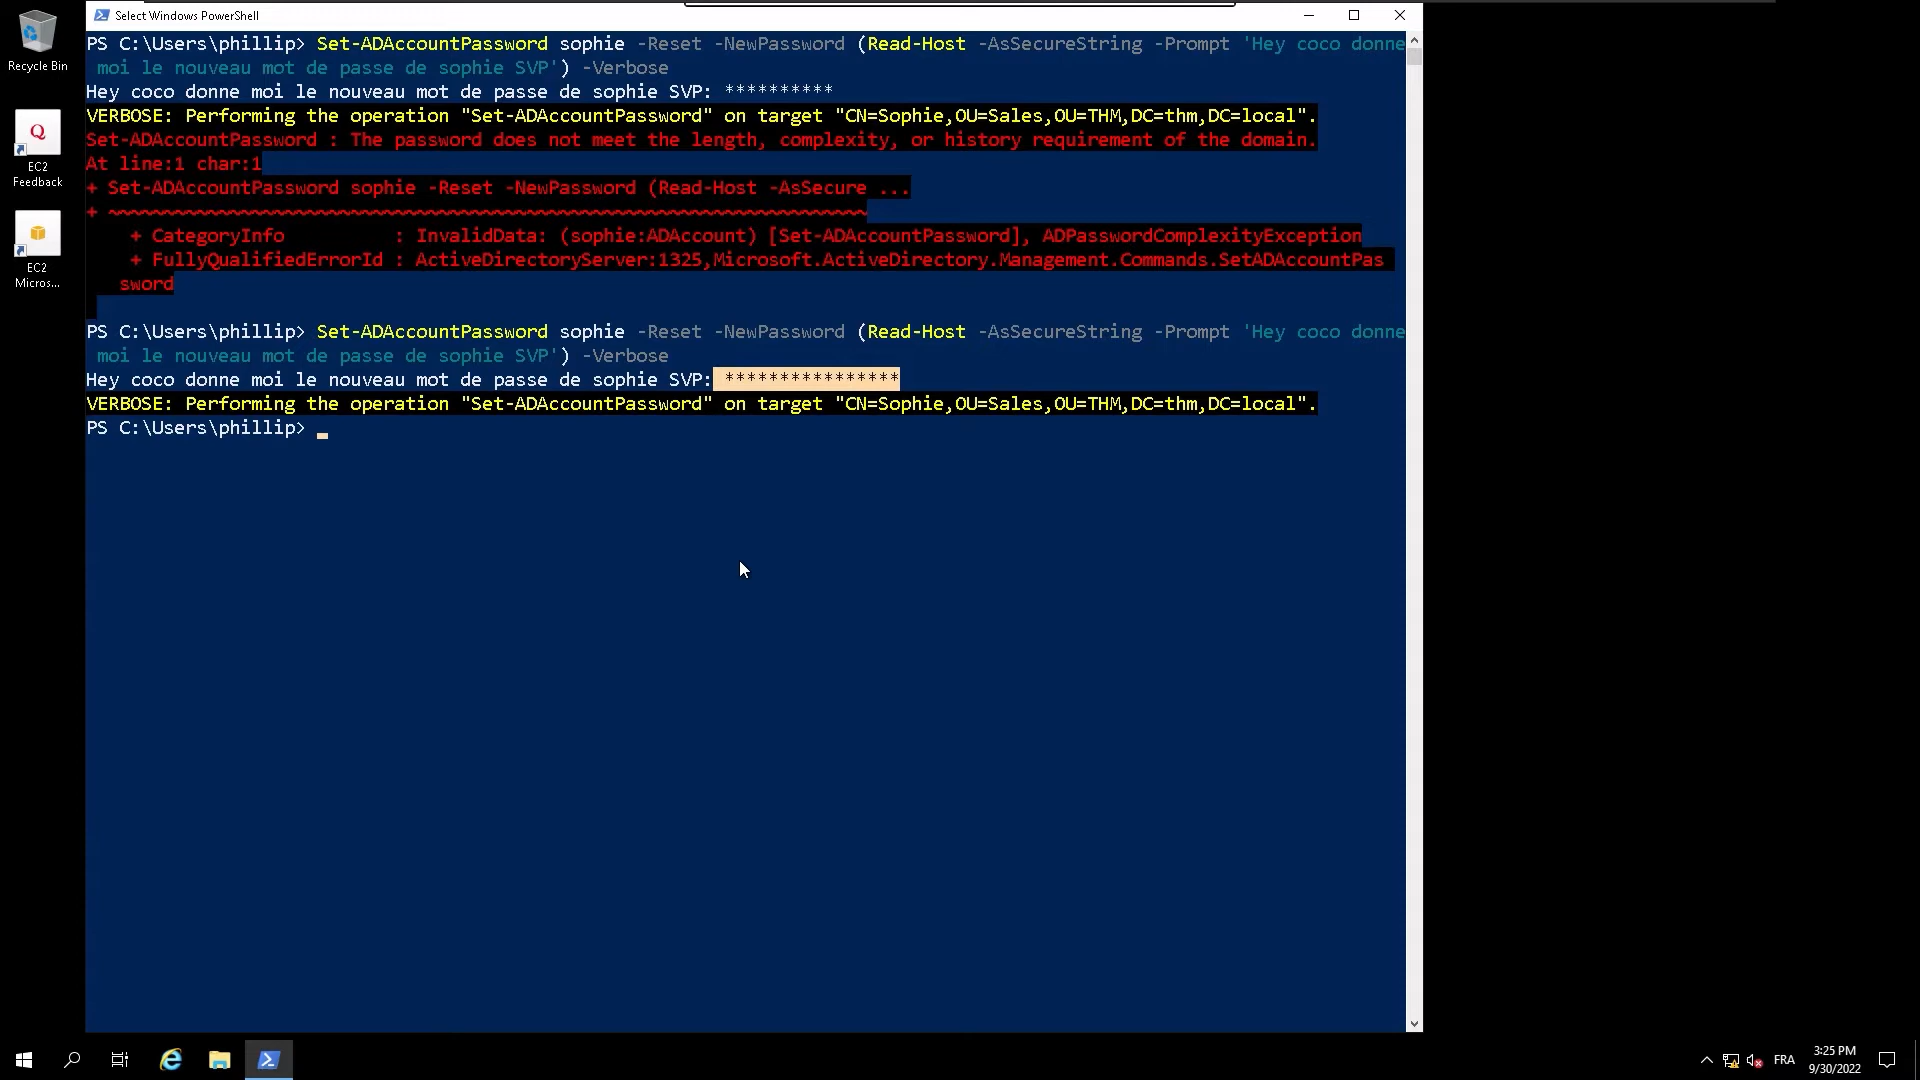 Select Windows PowerShell
Recycle Bin
EC2
Feedback
EC2
Micros...
PS C:\Users\phillip> Set-ADAccountPassword sophie -Reset -NewPassword (Read-Host -AsSecureString -Prompt 'Hey coco donne
moi le nouveau mot de passe de sophie SVP') -Verbose
Hey coco donne moi le nouveau mot de passe de sophie SVP: **********
VERBOSE: Performing the operation "Set-ADAccountPassword" on target "CN=Sophie,OU=Sales,OU=THM,DC=thm,DC=local".
Set-ADAccountPassword : The password does not meet the length, complexity, or history requirement of the domain.
At line:1 char:1
+ Set-ADAccountPassword sophie -Reset -NewPassword (Read-Host -AsSecure ...
+ ~~~~~~~~~~~~~~~~~~~~~~~~~~~~~~~~~~~~~~~~~~~~~~~~~~~~~~~~~~~~~~~~~~~~~
+ CategoryInfo : InvalidData: (sophie:ADAccount) [Set-ADAccountPassword], ADPasswordComplexityException
+ FullyQualifiedErrorId : ActiveDirectoryServer:1325,Microsoft.ActiveDirectory.Management.Commands.SetADAccountPas
sword
PS C:\Users\phillip> Set-ADAccountPassword sophie -Reset -NewPassword (Read-Host -AsSecureString -Prompt 'Hey coco donne
moi le nouveau mot de passe de sophie SVP') -Verbose
Hey coco donne moi le nouveau mot de passe de sophie SVP: ****************
VERBOSE: Performing the operation "Set-ADAccountPassword" on target "CN=Sophie,OU=Sales,OU=THM,DC=thm,DC=local".
PS C:\Users\phillip>
FRA
3:25 PM
9/30/2022